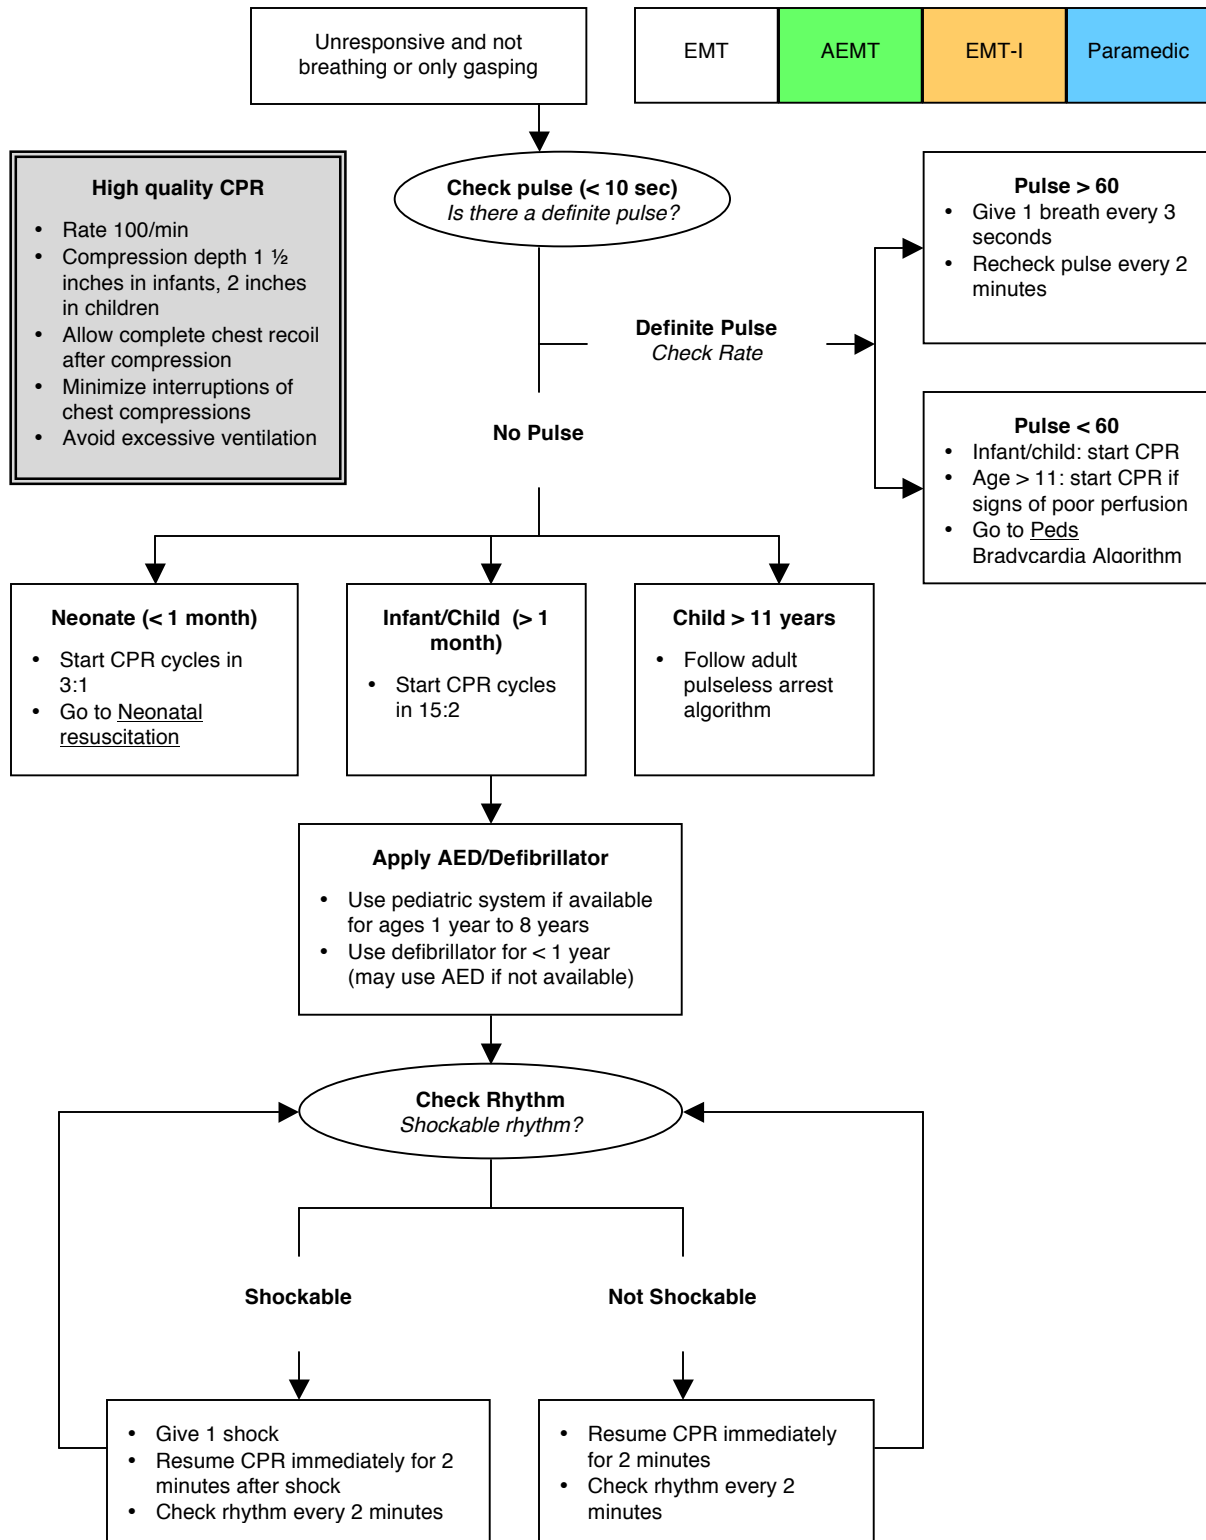 Unresponsive and not
breathing or only gasping
EMT
AEMT
EMT-I
Paramedic
High quality CPR
• Rate 100/min
• Compression depth 1 ½
inches in infants, 2 inches
in children
• Allow complete chest recoil
after compression
• Minimize interruptions of
chest compressions
• Avoid excessive ventilation
Check pulse (< 10 sec)
Is there a definite pulse?
Pulse > 60
• Give 1 breath every 3
seconds
• Recheck pulse every 2
minutes
Definite Pulse
Check Rate
No Pulse
Pulse < 60
• Infant/child: start CPR
• Age > 11: start CPR if
signs of poor perfusion
• Go to Peds
Bradycardia Algorithm
Neonate (< 1 month)
• Start CPR cycles in
3:1
• Go to Neonatal
resuscitation
Infant/Child (> 1
month)
• Start CPR cycles
in 15:2
Child > 11 years
• Follow adult
pulseless arrest
algorithm
Apply AED/Defibrillator
• Use pediatric system if available
for ages 1 year to 8 years
• Use defibrillator for < 1 year
(may use AED if not available)
Check Rhythm
Shockable rhythm?
Shockable
Not Shockable
• Give 1 shock
• Resume CPR immediately for 2
minutes after shock
• Check rhythm every 2 minutes
• Resume CPR immediately
for 2 minutes
• Check rhythm every 2
minutes